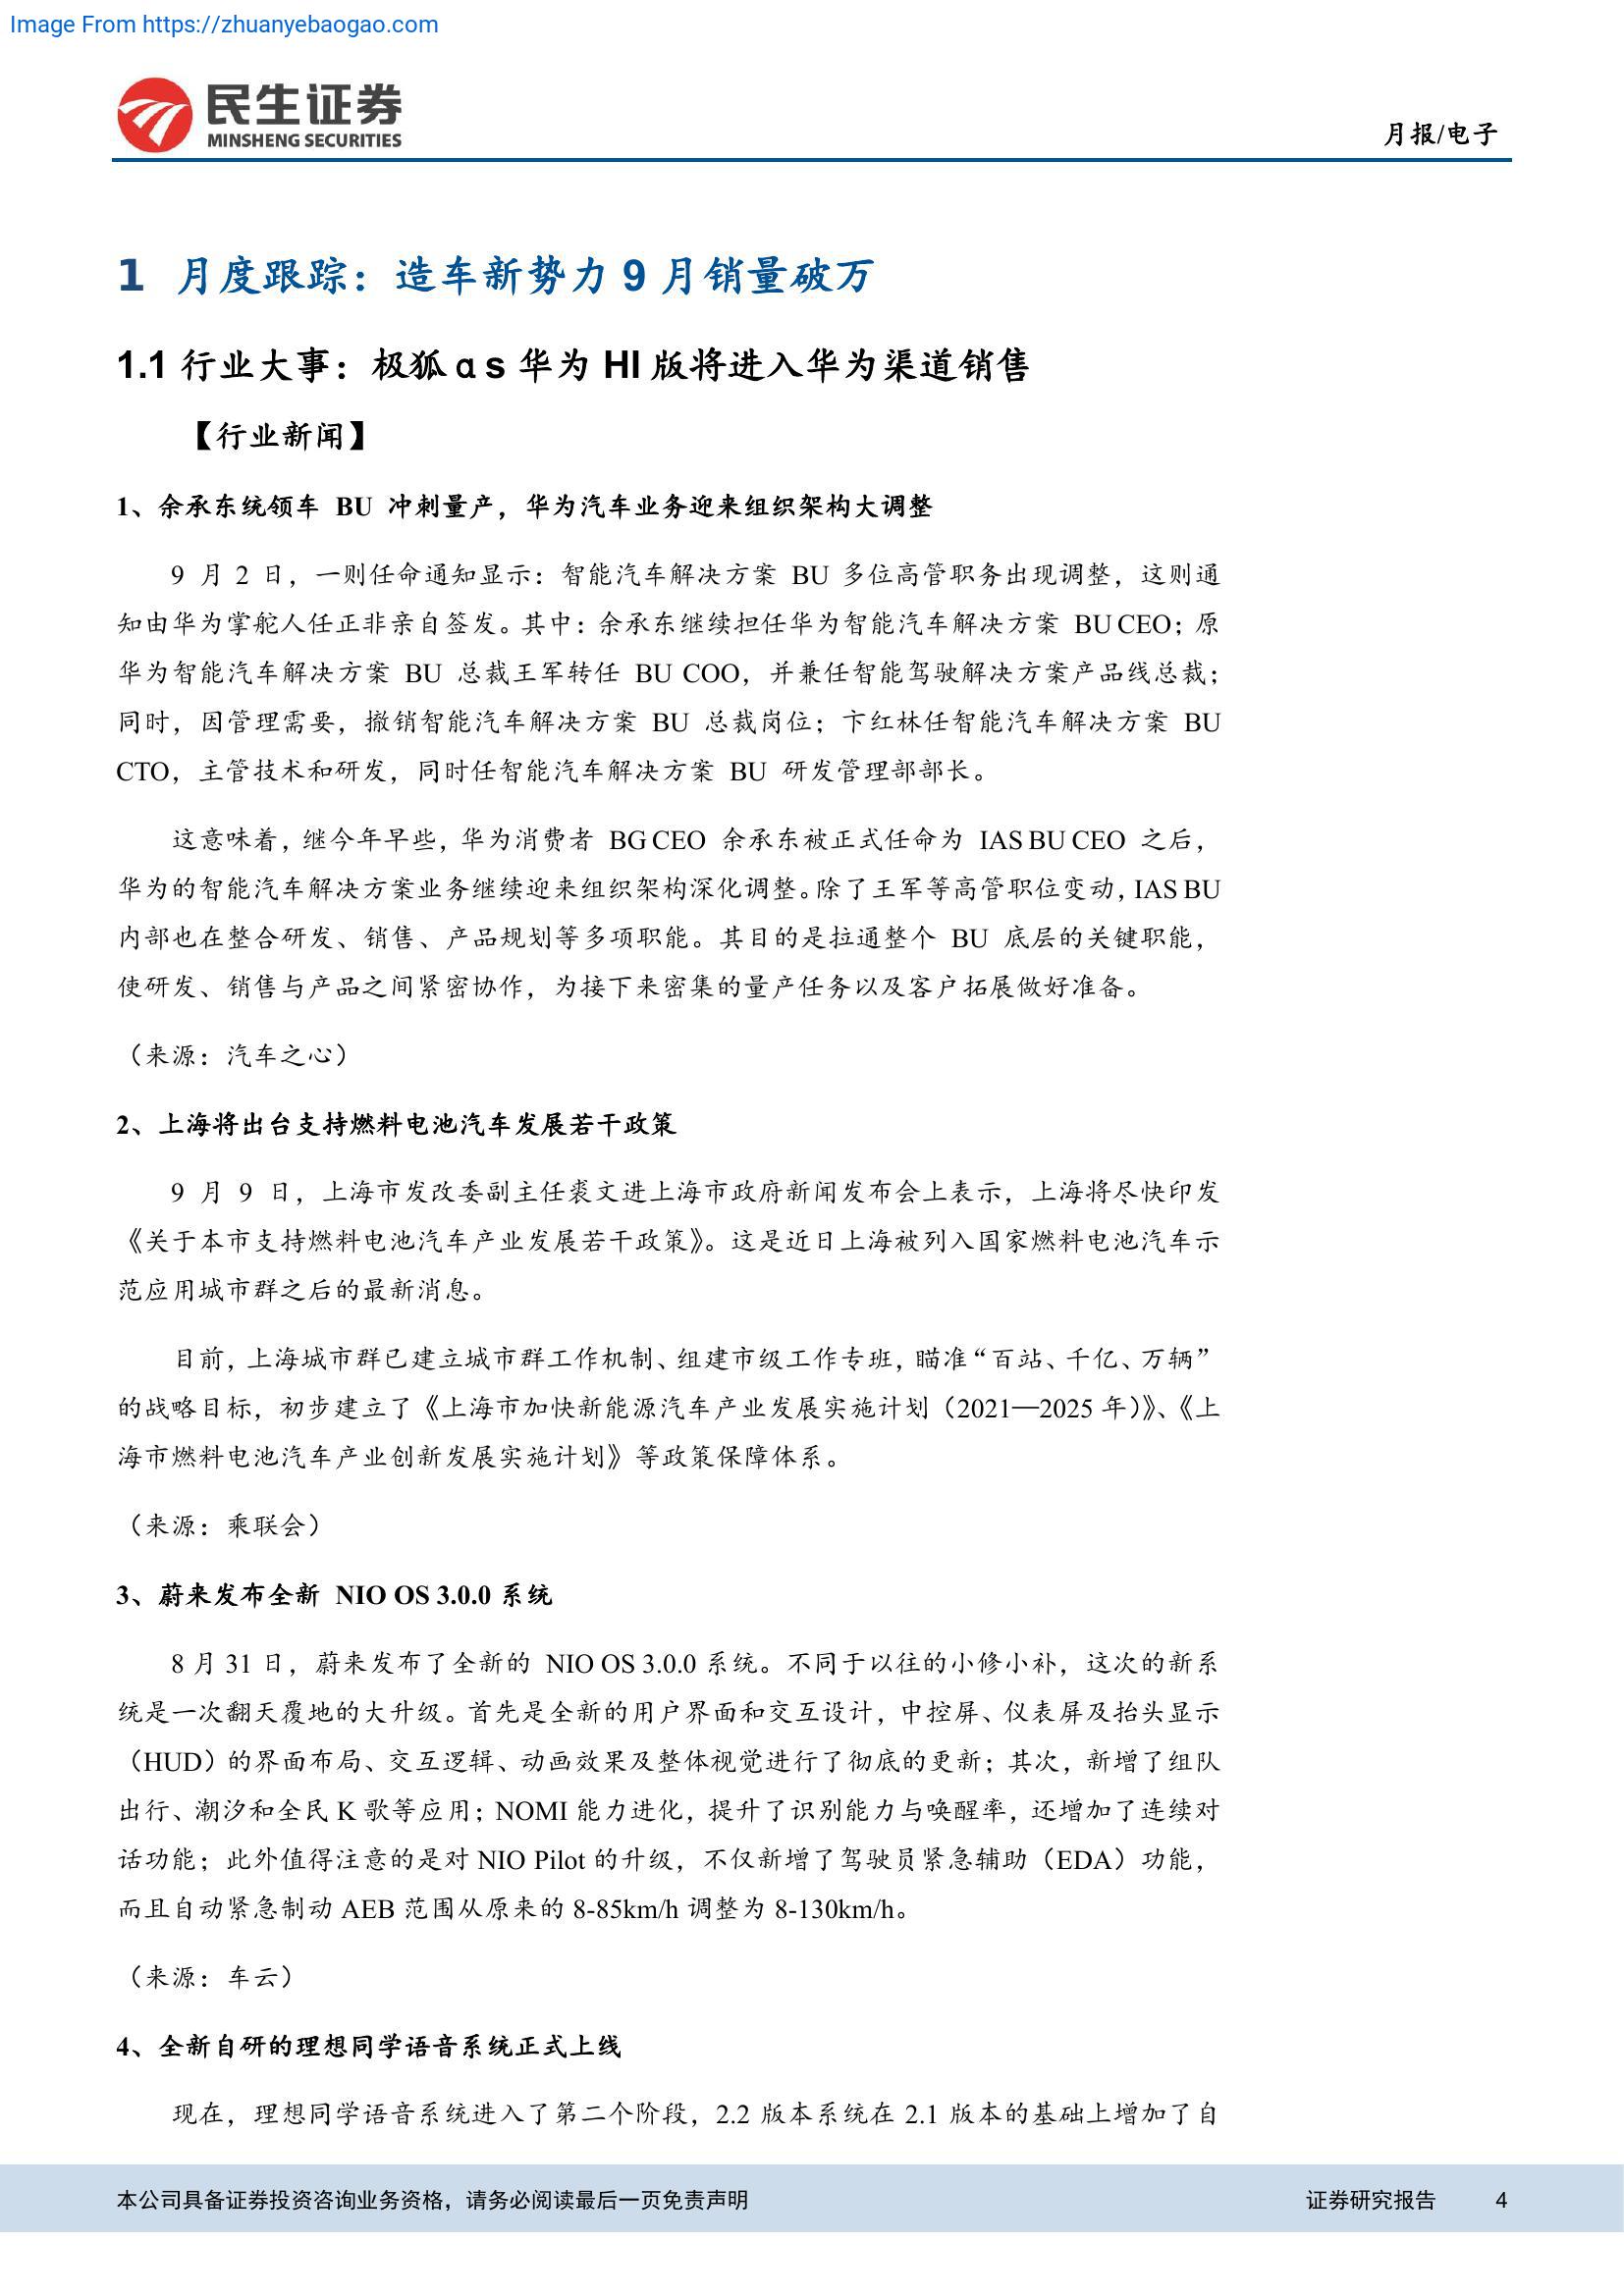 Image From https://zhuanyebaogao.com
民生证券
MINSHENG SECURITIES
月报/电子
1 月度跟踪：造车新势力 9 月销量破万
1.1 行业大事：极狐 αs 华为 HI 版将进入华为渠道销售
【行业新闻】
1、余承东统领车 BU 冲刺量产，华为汽车业务迎来组织架构大调整
9 月 2 日，一则任命通知显示：智能汽车解决方案 BU 多位高管职务出现调整，这则通
知由华为掌舵人任正非亲自签发。其中：余承东继续担任华为智能汽车解决方案 BU CEO；原
华为智能汽车解决方案 BU 总裁王军转任 BU COO，并兼任智能驾驶解决方案产品线总裁；
同时，因管理需要，撤销智能汽车解决方案 BU 总裁岗位；卞红林任智能汽车解决方案 BU
CTO，主管技术和研发，同时任智能汽车解决方案 BU 研发管理部部长。
这意味着，继今年早些，华为消费者 BG CEO 余承东被正式任命为 IAS BU CEO 之后，
华为的智能汽车解决方案业务继续迎来组织架构深化调整。除了王军等高管职位变动，IAS BU
内部也在整合研发、销售、产品规划等多项职能。其目的是拉通整个 BU 底层的关键职能，
使研发、销售与产品之间紧密协作，为接下来密集的量产任务以及客户拓展做好准备。
（来源：汽车之心）
2、上海将出台支持燃料电池汽车发展若干政策
9 月 9 日，上海市发改委副主任裘文进上海市政府新闻发布会上表示，上海将尽快印发
《关于本市支持燃料电池汽车产业发展若干政策》。这是近日上海被列入国家燃料电池汽车示
范应用城市群之后的最新消息。
目前，上海城市群已建立城市群工作机制、组建市级工作专班，瞄准“百站、千亿、万辆”
的战略目标，初步建立了《上海市加快新能源汽车产业发展实施计划（2021—2025 年）》、《上
海市燃料电池汽车产业创新发展实施计划》等政策保障体系。
（来源：乘联会）
3、蔚来发布全新 NIO OS 3.0.0 系统
8 月 31 日，蔚来发布了全新的 NIO OS 3.0.0 系统。不同于以往的小修小补，这次的新系
统是一次翻天覆地的大升级。首先是全新的用户界面和交互设计，中控屏、仪表屏及抬头显示
（HUD）的界面布局、交互逻辑、动画效果及整体视觉进行了彻底的更新；其次，新增了组队
出行、潮汐和全民 K 歌等应用；NOMI 能力进化，提升了识别能力与唤醒率，还增加了连续对
话功能；此外值得注意的是对 NIO Pilot 的升级，不仅新增了驾驶员紧急辅助（EDA）功能，
而且自动紧急制动 AEB 范围从原来的 8-85km/h 调整为 8-130km/h。
（来源：车云）
4、全新自研的理想同学语音系统正式上线
现在，理想同学语音系统进入了第二个阶段，2.2 版本系统在 2.1 版本的基础上增加了自
本公司具备证券投资咨询业务资格，请务必阅读最后一页免责声明
证券研究报告 4